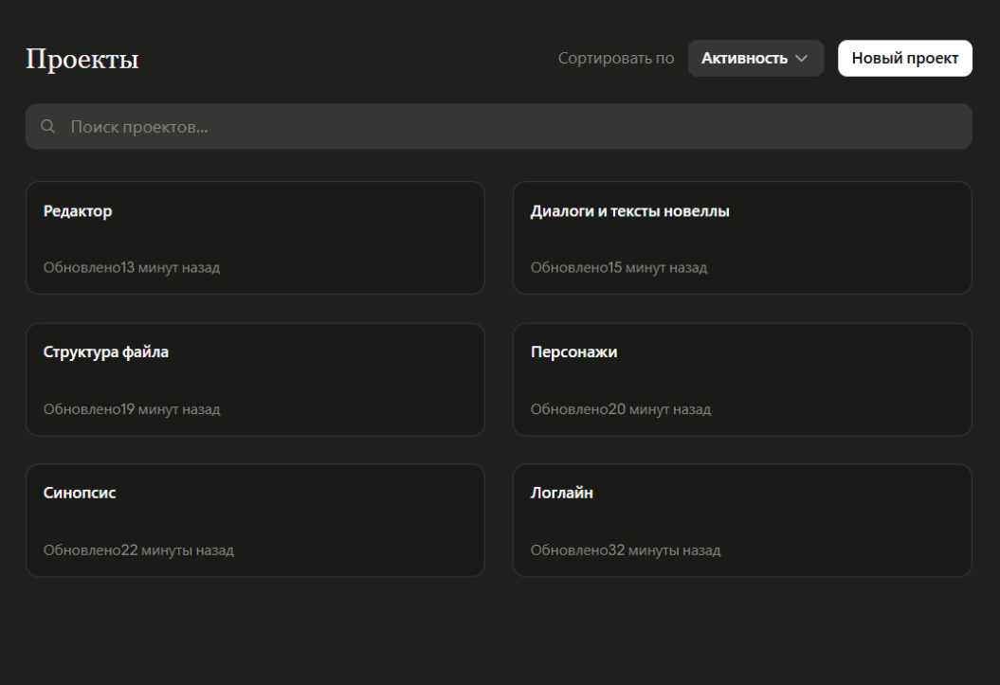 Проекты
Сортировать по Активность Новый проект
Поиск проектов...
Редактор
Обновлено13 минут назад
Диалоги и тексты новеллы
Обновлено15 минут назад
Структура файла
Обновлено19 минут назад
Персонажи
Обновлено20 минут назад
Синопсис
Обновлено22 минуты назад
Логлайн
Обновлено32 минуты назад